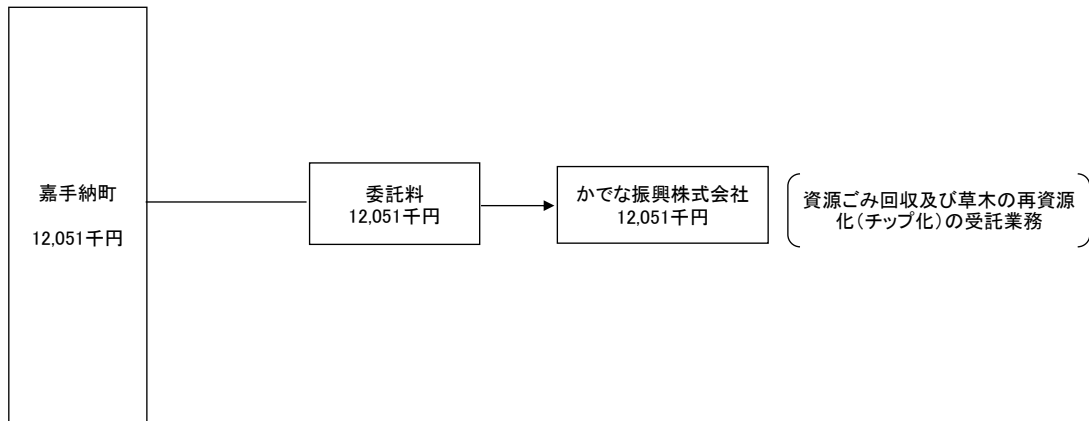 嘉手納町
12,051千円
委託料
12,051千円
かでな振興株式会社
12,051千円
資源ごみ回収及び草木の再資源
化(チップ化)の受託業務